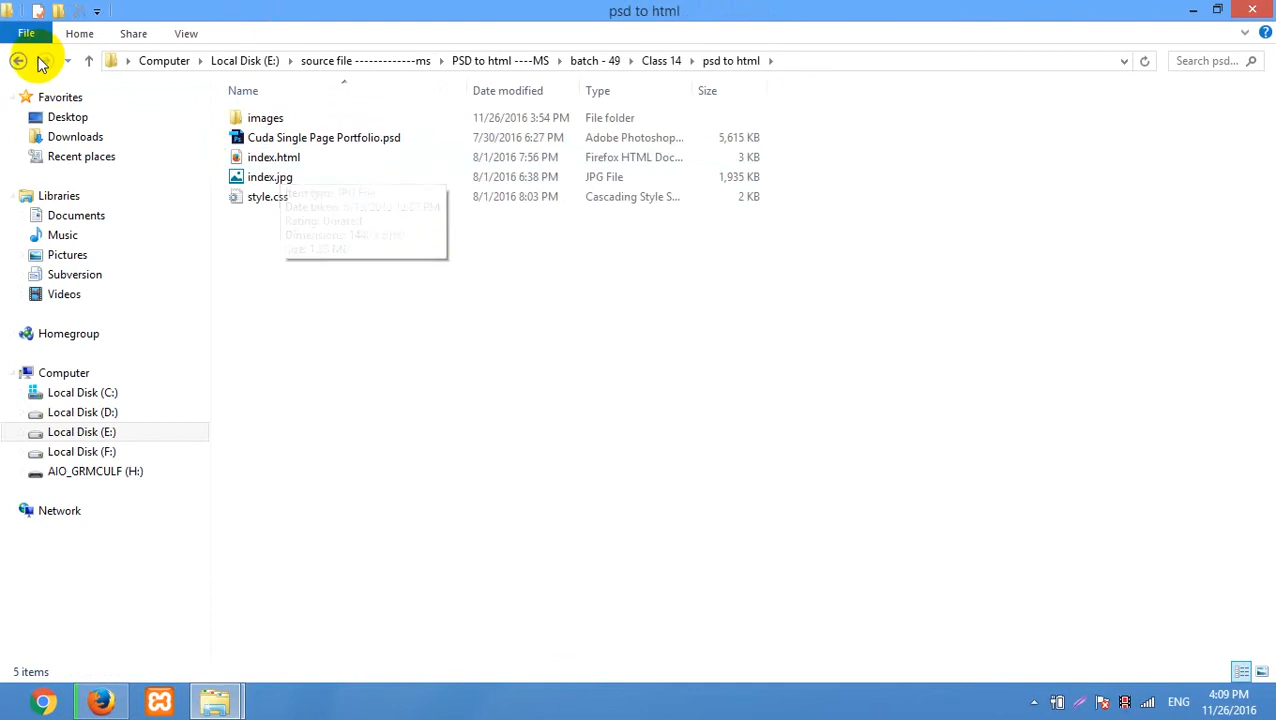 psd to html
File Home Share View
Computer Local Disk (E:) source file -------------ms PSD to html ----MS batch - 49 Class 14 psd to html Search psd...
Name Date modified Type Size
Favorites
Desktop
Downloads
Recent places
Libraries
Documents
Music
Pictures
Subversion
Videos
Homegroup
Computer
Local Disk (C:)
Local Disk (D:)
Local Disk (E:)
Local Disk (F:)
AIO_GRMCULF (H:)
Network
images 11/26/2016 3:54 PM File folder
Cuda Single Page Portfolio.psd 7/30/2016 6:27 PM Adobe Photoshop... 5,615 KB
index.html 8/1/2016 7:56 PM Firefox HTML Doc... 3 KB
index.jpg 8/1/2016 6:38 PM JPG File 1,935 KB
style.css 8/1/2016 8:03 PM Cascading Style S... 2 KB
Item type: JPG File
Rating: Unrated
5 items
ENG
4:09 PM
11/26/2016